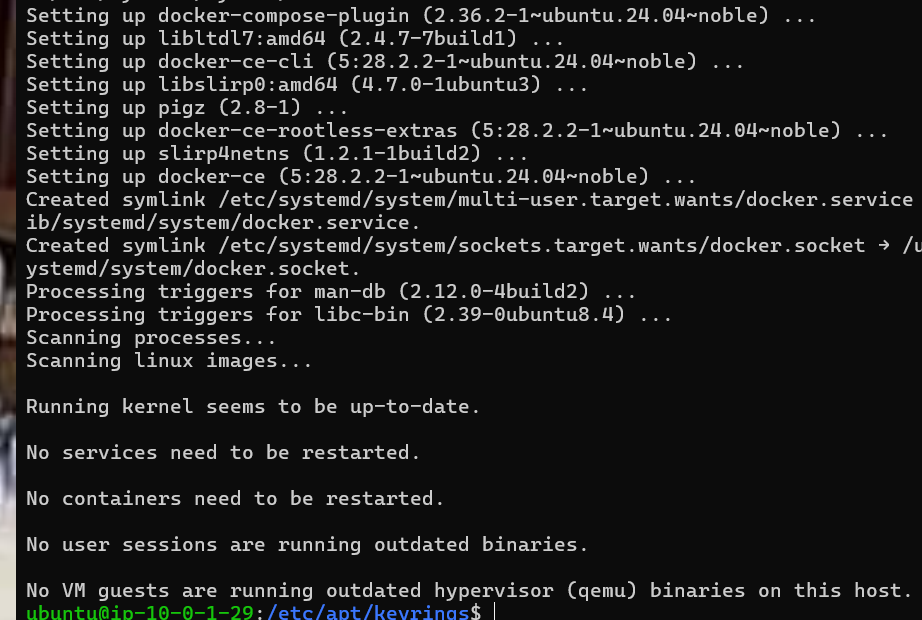 Setting up docker-compose-plugin (2.36.2-1~ubuntu.24.04~noble) ...
Setting up libltdl7:amd64 (2.4.7-7build1) ...
Setting up docker-ce-cli (5:28.2.2-1~ubuntu.24.04~noble) ...
Setting up libslirp0:amd64 (4.7.0-1ubuntu3) ...
Setting up pigz (2.8-1) ...
Setting up docker-ce-rootless-extras (5:28.2.2-1~ubuntu.24.04~noble) ...
Setting up slirp4netns (1.2.1-1build2) ...
Setting up docker-ce (5:28.2.2-1~ubuntu.24.04~noble) ...
Created symlink /etc/systemd/system/multi-user.target.wants/docker.service
ib/systemd/system/docker.service.
Created symlink /etc/systemd/system/sockets.target.wants/docker.socket → /u
ystemd/system/docker.socket.
Processing triggers for man-db (2.12.0-4build2) ...
Processing triggers for libc-bin (2.39-0ubuntu8.4) ...
Scanning processes...
Scanning linux images...
Running kernel seems to be up-to-date.
No services need to be restarted.
No containers need to be restarted.
No user sessions are running outdated binaries.
No VM guests are running outdated hypervisor (qemu) binaries on this host.
ubuntu@ip-10-0-1-29:/etc/apt/keyrings$